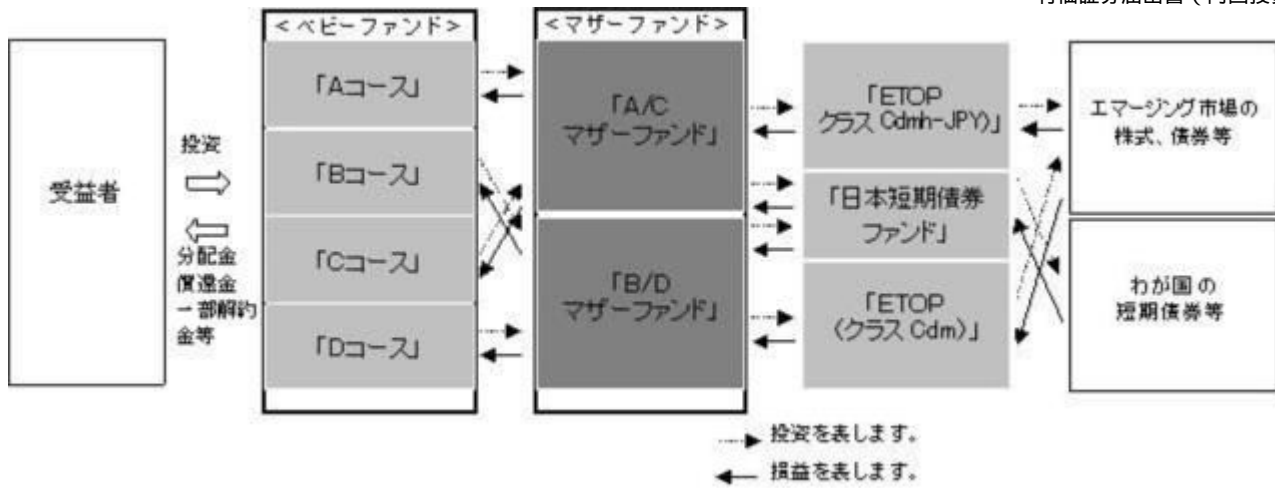 有価証券届出書（内国投資
＜ベビーファンド＞
＜マザーファンド＞
受益者
投資
分配金
償還金
一部解約
金等
「Aコース」
「Bコース」
「Cコース」
「Dコース」
「A/C
マザーファンド」
「B/D
マザーファンド」
「ETOP
クラス Cdmh-JPY)」
「日本短期債券
ファンド」
「ETOP
(クラス Cdm)」
エマージング市場の
株式、債券等
わが国の
短期債券等
投資を表します。
損益を表します。